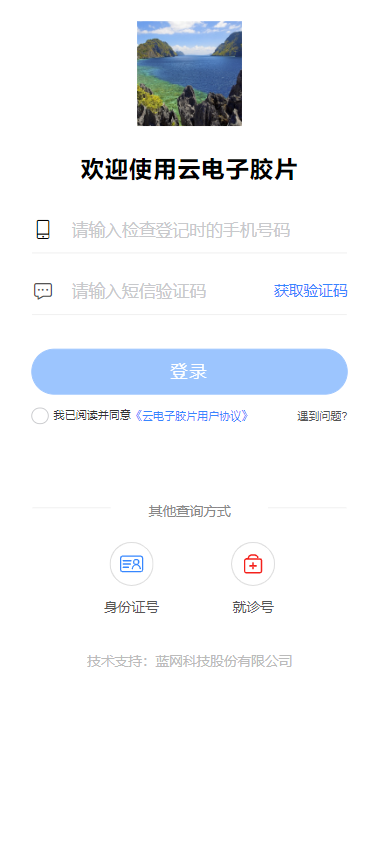 欢迎使用云电子胶片
请输入检查登记时的手机号码
请输入短信验证码 获取验证码
登录
我已阅读并同意《云电子胶片用户协议》 遇到问题?
其他查询方式
身份证号 就诊号
技术支持：蓝网科技股份有限公司